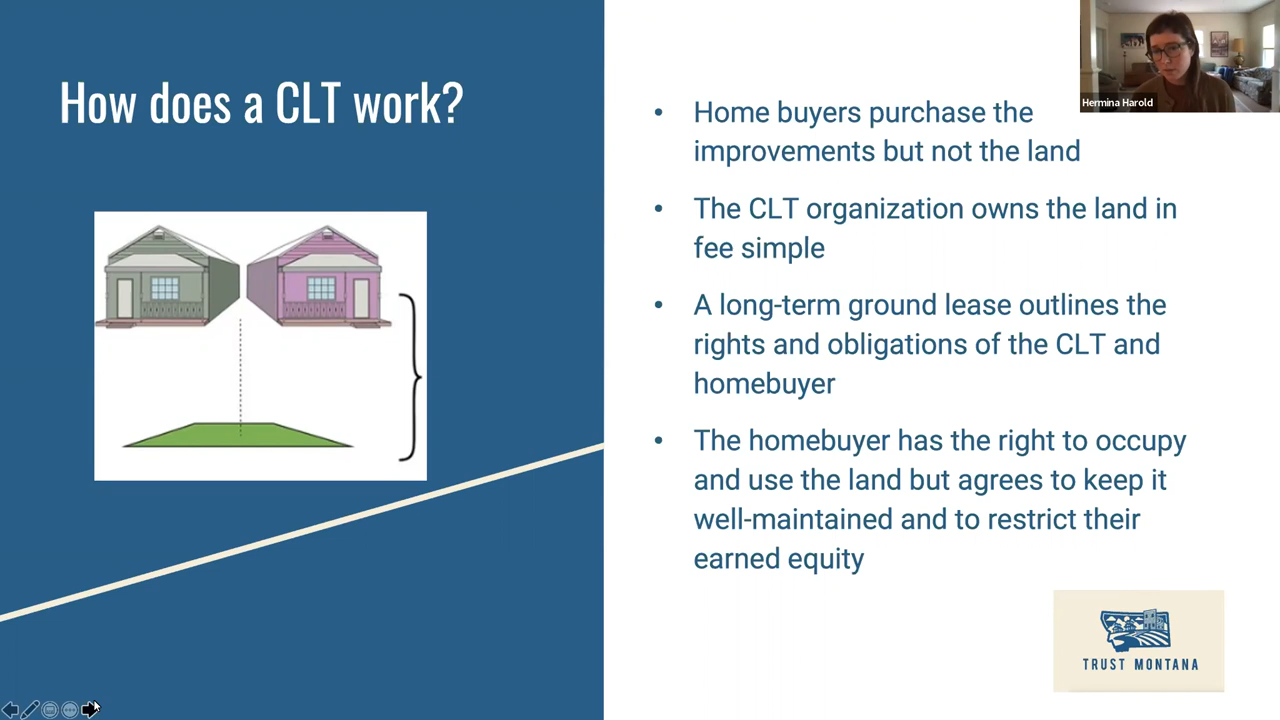 How does a CLT work?
• Home buyers purchase the
improvements but not the land
• The CLT organization owns the land in
fee simple
• A long-term ground lease outlines the
rights and obligations of the CLT and
homebuyer
• The homebuyer has the right to occupy
and use the land but agrees to keep it
well-maintained and to restrict their
earned equity
Hermina Harold
TRUST MONTANA